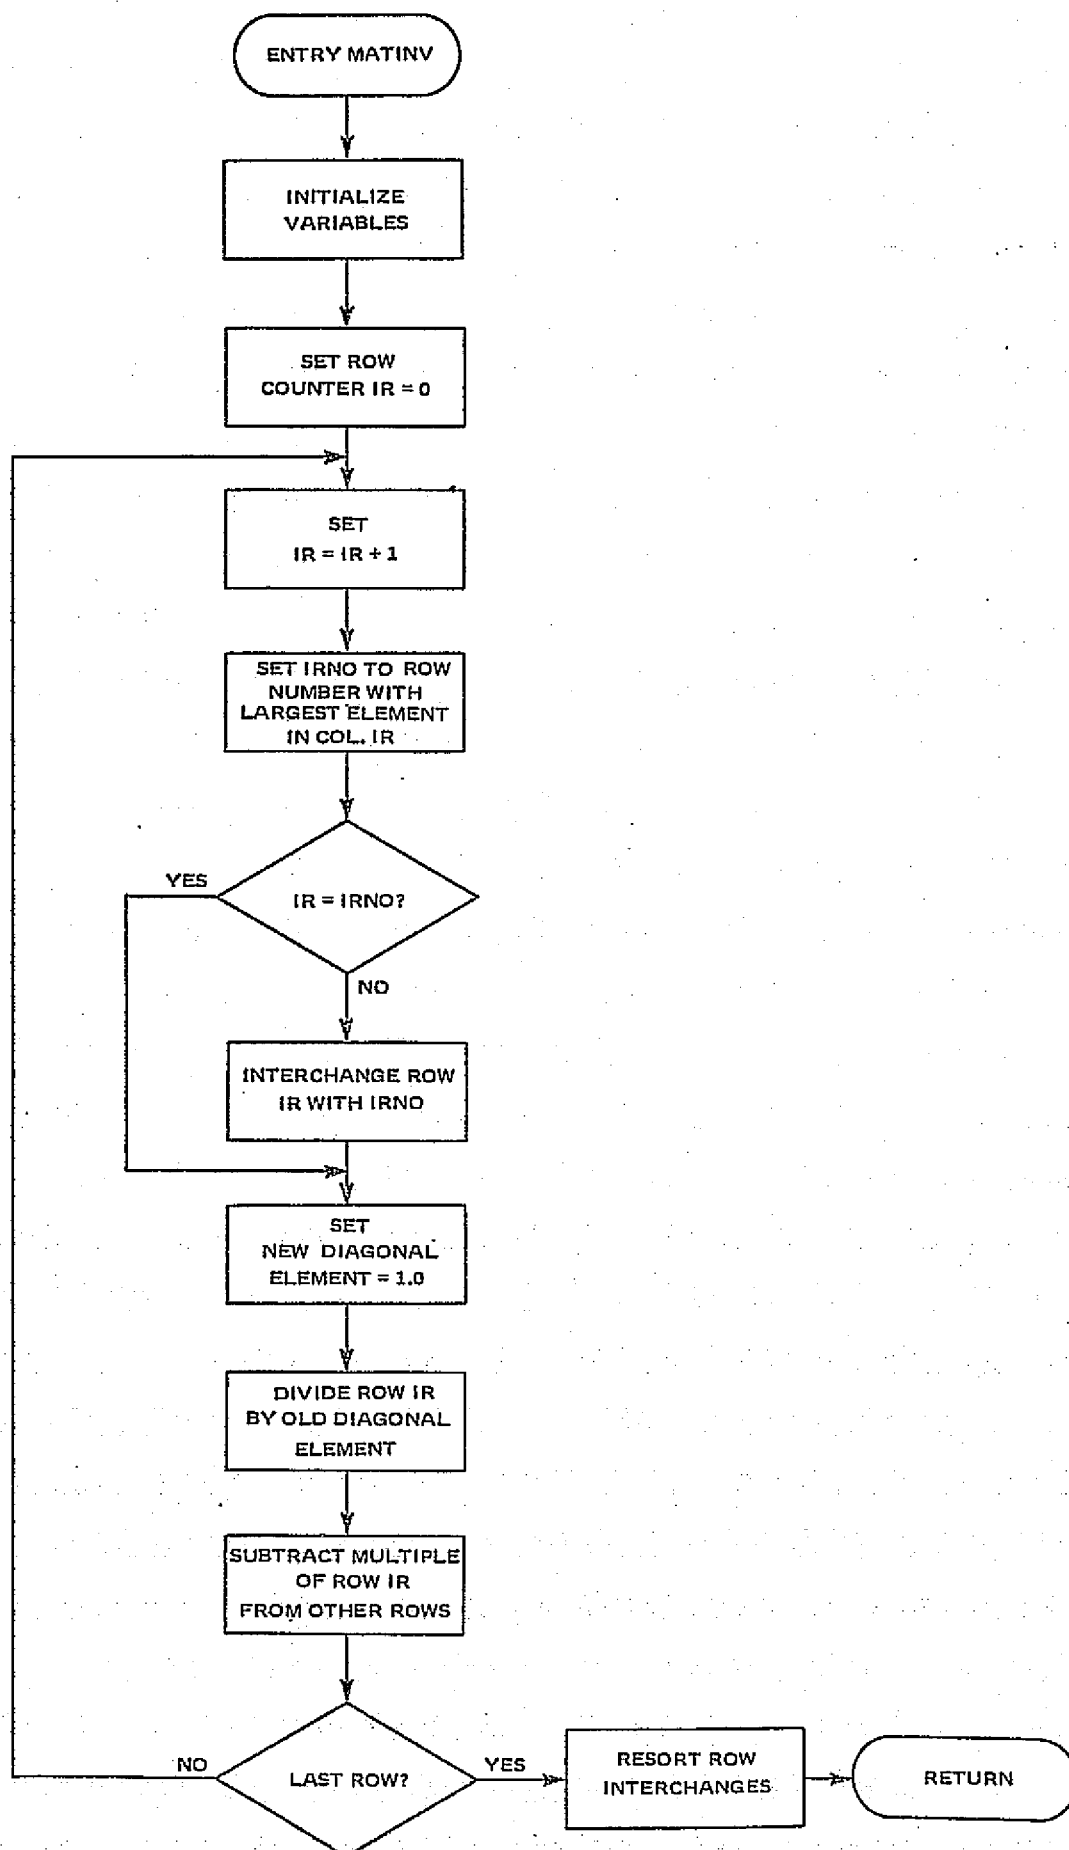 ENTRY MATINV
INITIALIZE
VARIABLES
SET ROW
COUNTER IR = 0
SET
IR = IR + 1
SET IRNO TO ROW
NUMBER WITH
LARGEST ELEMENT
IN COL. IR
YES
IR = IRNO?
NO
INTERCHANGE ROW
IR WITH IRNO
SET
NEW DIAGONAL
ELEMENT = 1.0
DIVIDE ROW IR
BY OLD DIAGONAL
ELEMENT
SUBTRACT MULTIPLE
OF ROW IR
FROM OTHER ROWS
NO
LAST ROW?
YES
RESORT ROW
INTERCHANGES
RETURN